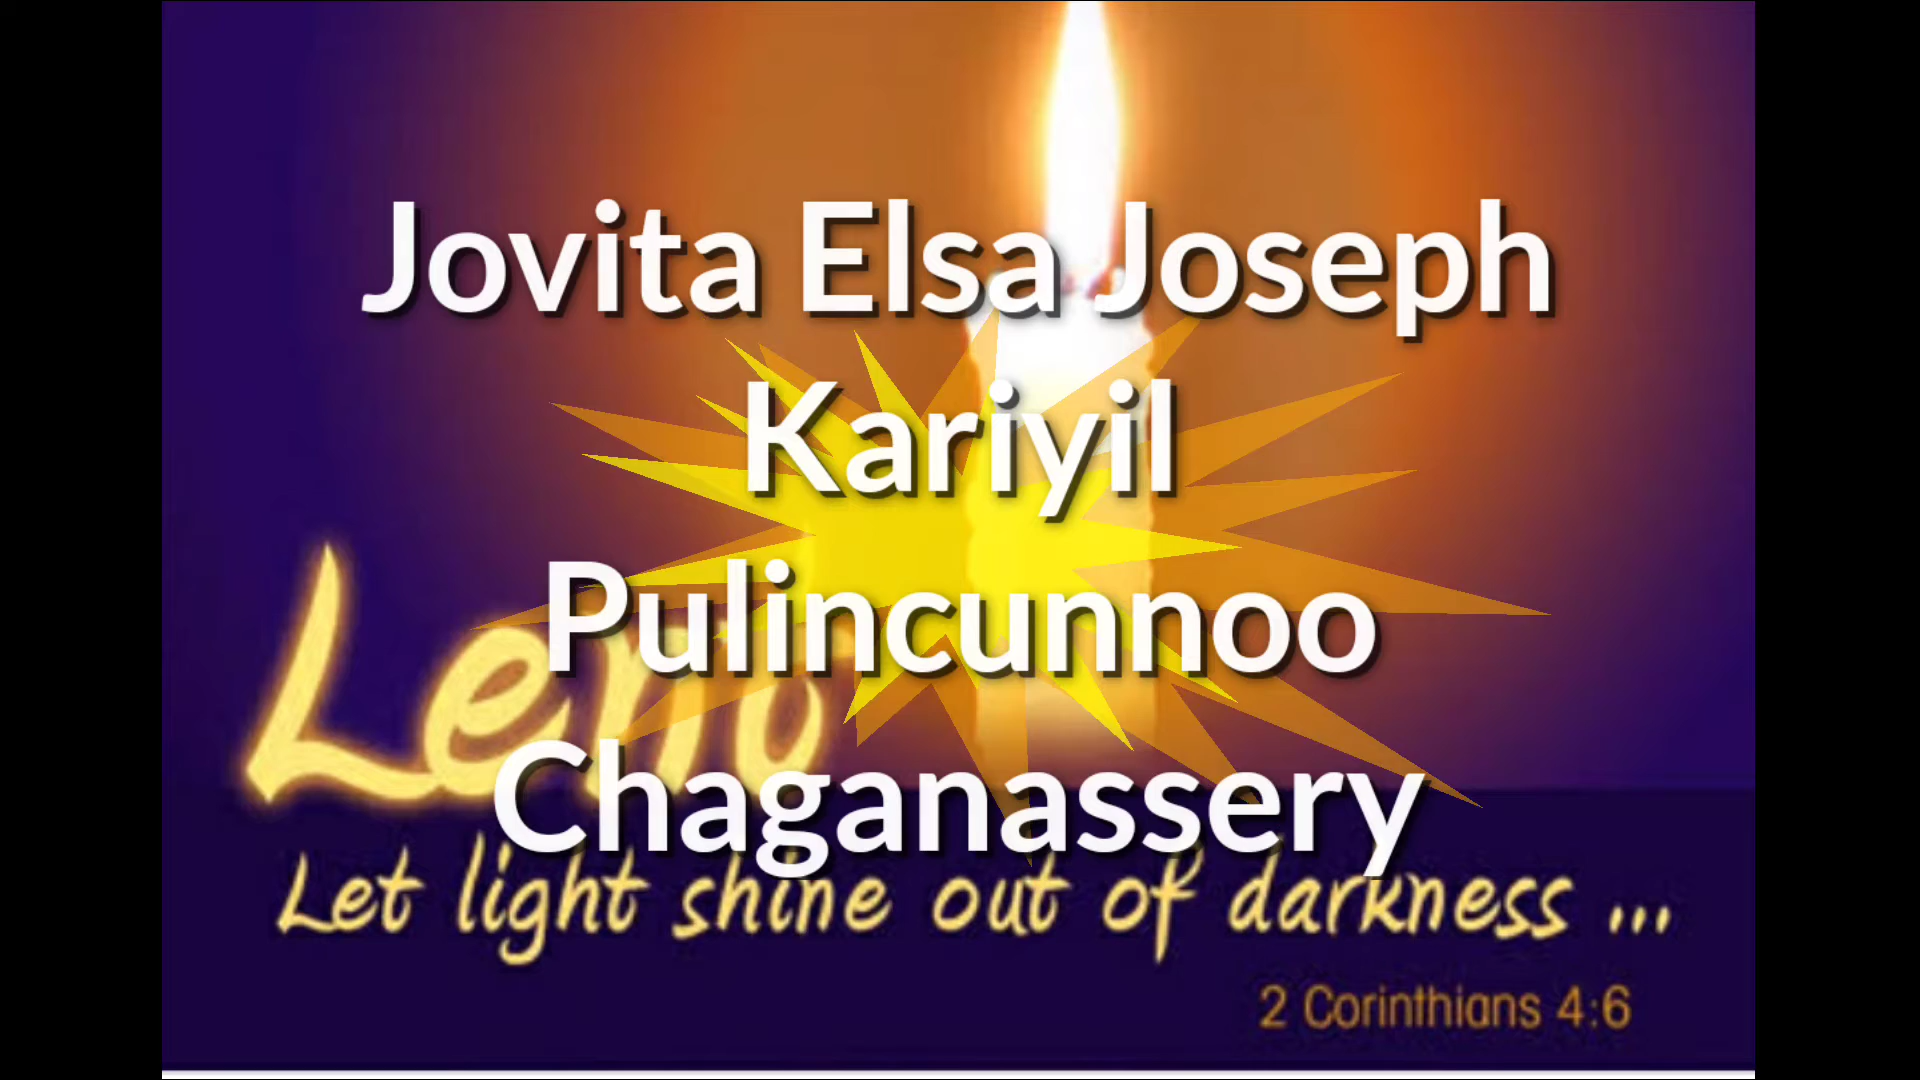 Jovita Elsa Joseph
Kariyil
Pulincunnoo
Chaganassery
Let light shine out of darkness ...
2 Corinthians 4:6